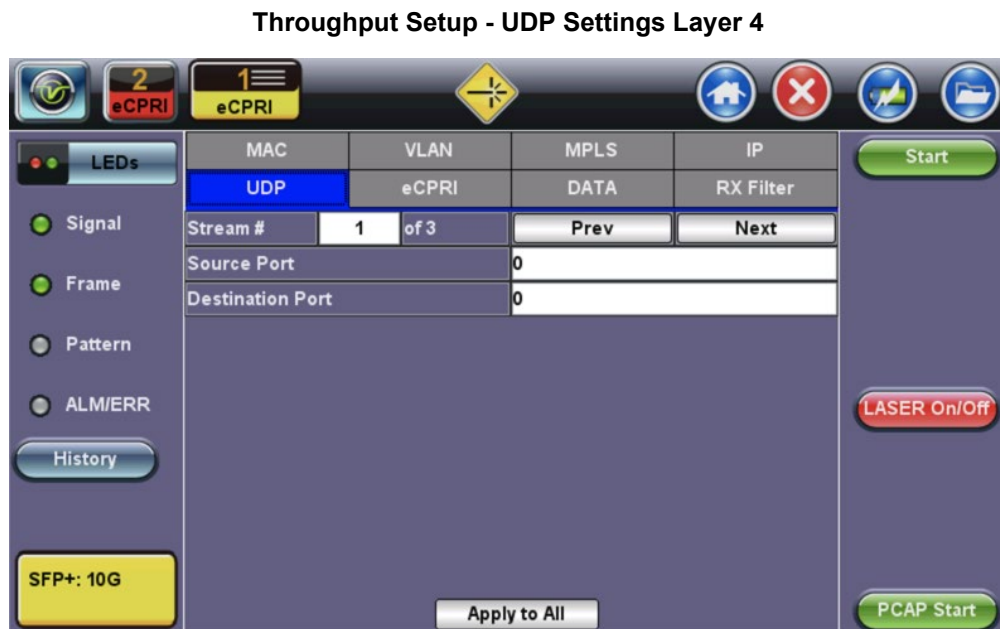 Throughput Setup - UDP Settings Layer 4
2 1
eCPRI eCPRI
LEDs MAC VLAN MPLS IP Start
UDP eCPRI DATA RX Filter
Signal Stream # 1 of 3 Prev Next
Source Port 0
Frame
Destination Port 0
Pattern
ALM/ERR LASER On/Off
History
SFP+: 10G
Apply to All PCAP Start